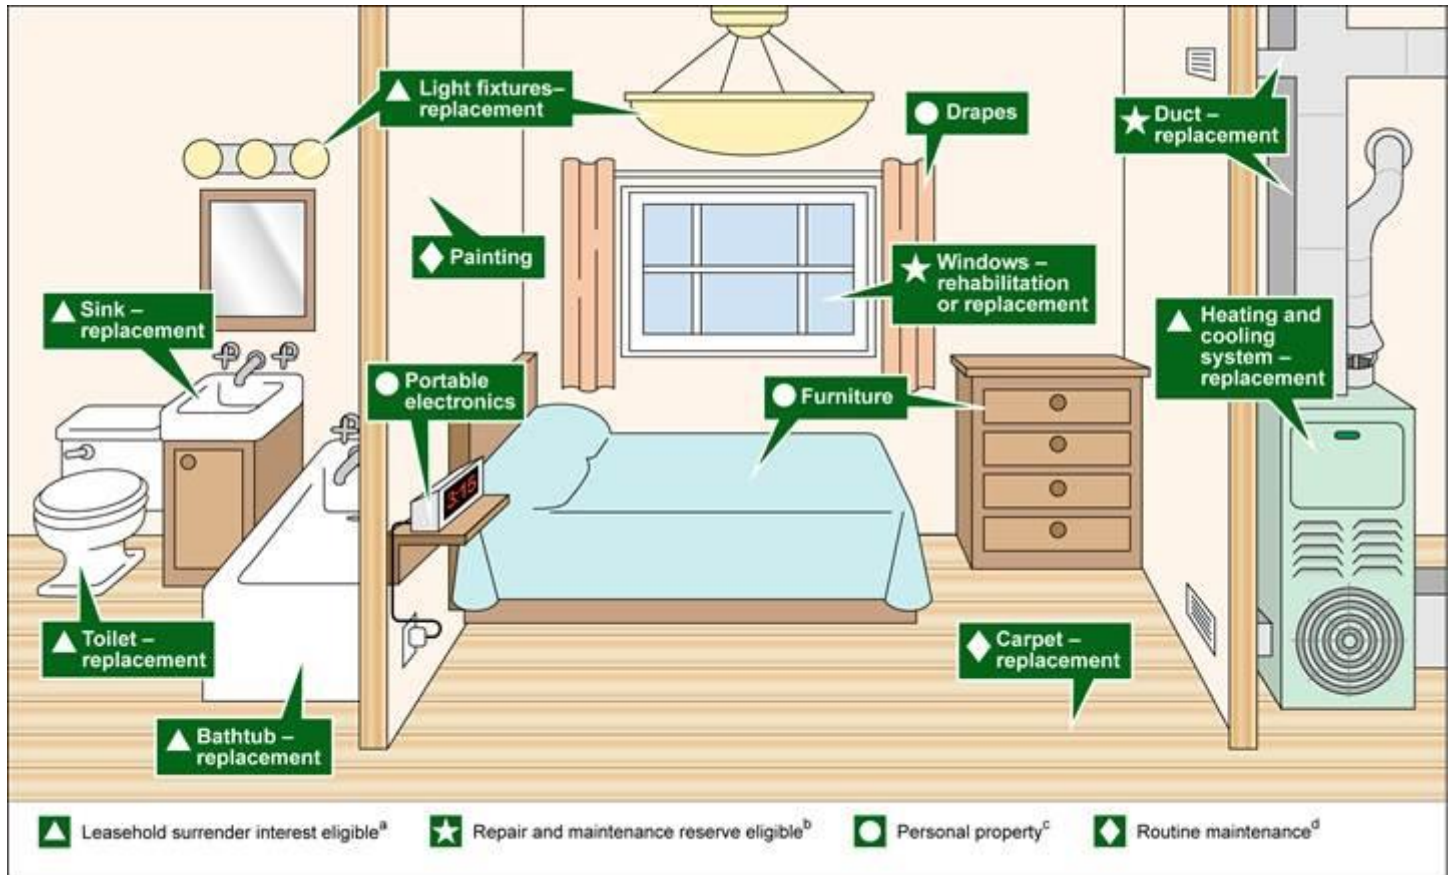 Light fixtures–
replacement
Drapes
Duct –
replacement
Painting
Windows –
rehabilitation
or replacement
Sink –
replacement
Heating and
cooling
system –
replacement
Portable
electronics
Furniture
3:15
Toilet –
replacement
Carpet –
replacement
Bathtub –
replacement
Leasehold surrender interest eligibleᵃ
Repair and maintenance reserve eligibleᵇ
Personal propertyᶜ
Routine maintenanceᵈ